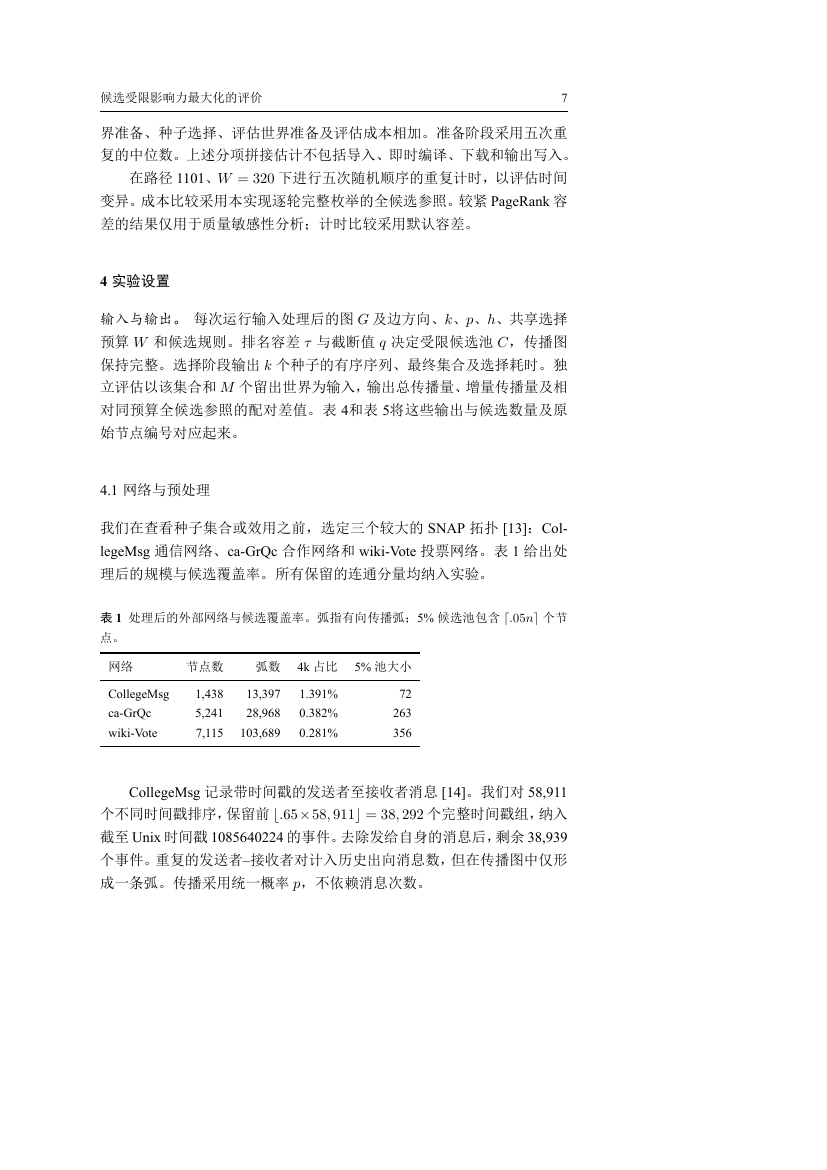 候选受限影响力最大化的评价 7
界准备、种子选择、评估世界准备及评估成本相加。准备阶段采用五次重
复的中位数。上述分项拼接估计不包括导入、即时编译、下载和输出写入。
在路径 1101、W = 320 下进行五次随机顺序的重复计时，以评估时间
变异。成本比较采用本实现逐轮完整枚举的全候选参照。较紧 PageRank 容
差的结果仅用于质量敏感性分析；计时比较采用默认容差。
4 实验设置
输入与输出。 每次运行输入处理后的图 G 及边方向、k、p、h、共享选择
预算 W 和候选规则。排名容差 τ 与截断值 q 决定受限候选池 C，传播图
保持完整。选择阶段输出 k 个种子的有序序列、最终集合及选择耗时。独
立评估以该集合和 M 个留出世界为输入，输出总传播量、增量传播量及相
对同预算全候选参照的配对差值。表 4和表 5将这些输出与候选数量及原
始节点编号对应起来。
4.1 网络与预处理
我们在查看种子集合或效用之前，选定三个较大的 SNAP 拓扑 [13]：Col-
legeMsg 通信网络、ca-GrQc 合作网络和 wiki-Vote 投票网络。表 1 给出处
理后的规模与候选覆盖率。所有保留的连通分量均纳入实验。
表 1 处理后的外部网络与候选覆盖率。弧指有向传播弧；5% 候选池包含 ⌈.05n⌉ 个节
点。
网络 节点数 弧数 4k 占比 5% 池大小
CollegeMsg 1,438 13,397 1.391% 72
ca-GrQc 5,241 28,968 0.382% 263
wiki-Vote 7,115 103,689 0.281% 356
CollegeMsg 记录带时间戳的发送者至接收者消息 [14]。我们对 58,911
个不同时间戳排序，保留前 ⌊.65×58, 911⌋ = 38, 292 个完整时间戳组，纳入
截至 Unix 时间戳 1085640224 的事件。去除发给自身的消息后，剩余 38,939
个事件。重复的发送者–接收者对计入历史出向消息数，但在传播图中仅形
成一条弧。传播采用统一概率 p，不依赖消息次数。